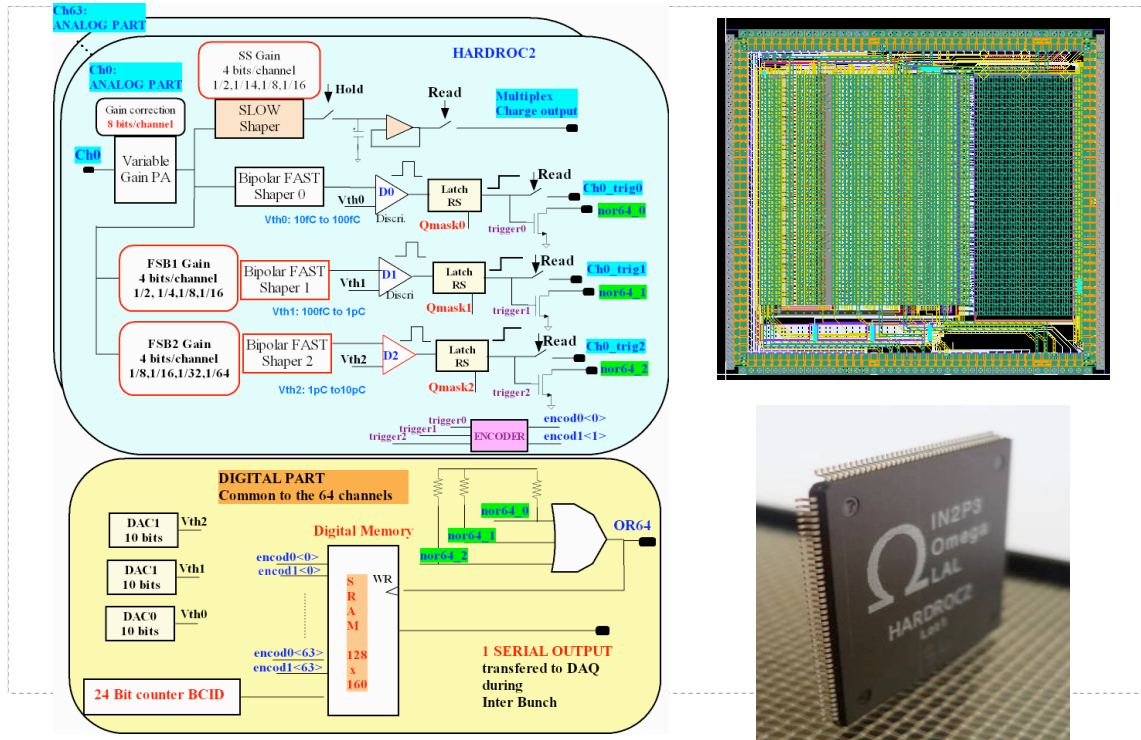 Ch63:
ANALOG PART
HARDROC2
Ch0:
ANALOG PART
SS Gain
4 bits/channel
1/2,1/14,1/8,1/16
Gain correction
8 bits/channel
SLOW
Shaper
Hold
Read
Multiplex
Charge output
Ch0
Variable
Gain PA
Bipolar FAST
Shaper 0
Vth0
D0
Discri.
Latch
RS
Read
Ch0_trig0
nor64_0
Vth0: 10fC to 100fC
Qmask0
trigger0
FSB1 Gain
4 bits/channel
1/2, 1/4,1/8,1/16
Bipolar FAST
Shaper 1
Vth1
D1
Discri
Latch
RS
Read
Ch0_trig1
nor64_1
Vth1: 100fC to 1pC
Qmask1
trigger1
FSB2 Gain
4 bits/channel
1/8,1/16,1/32,1/64
Bipolar FAST
Shaper 2
Vth2
D2
Latch
RS
Read
Ch0_trig2
nor64_2
Vth2: 1pC to10pC
Qmask2
trigger2
trigger0
trigger1
trigger2
ENCODER
encod0<0>
encod1<1>
DIGITAL PART
Common to the 64 channels
DAC1
10 bits
Vth2
DAC1
10 bits
Vth1
DAC0
10 bits
Vth0
Digital Memory
encod0<0>
encod1<0>
encod0<63>
encod1<63>
S
R
A
M
128
x
160
WR
nor64_0
nor64_1
nor64_2
OR64
1 SERIAL OUTPUT
transfered to DAQ
during
Inter Bunch
24 Bit counter BCID
Ω
IN2P3
Omega
LAL
HARDROC2